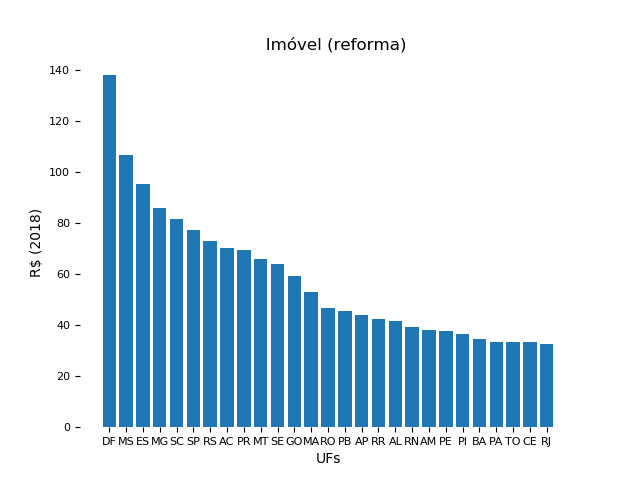 Imóvel (reforma)
140
120
100
80
60
40
20
0
R$ (2018)
DF MS ES MG SC SP RS AC PR MT SE GO MA RO PB AP RR AL RN AM PE PI BA PA TO CE RJ
UFs